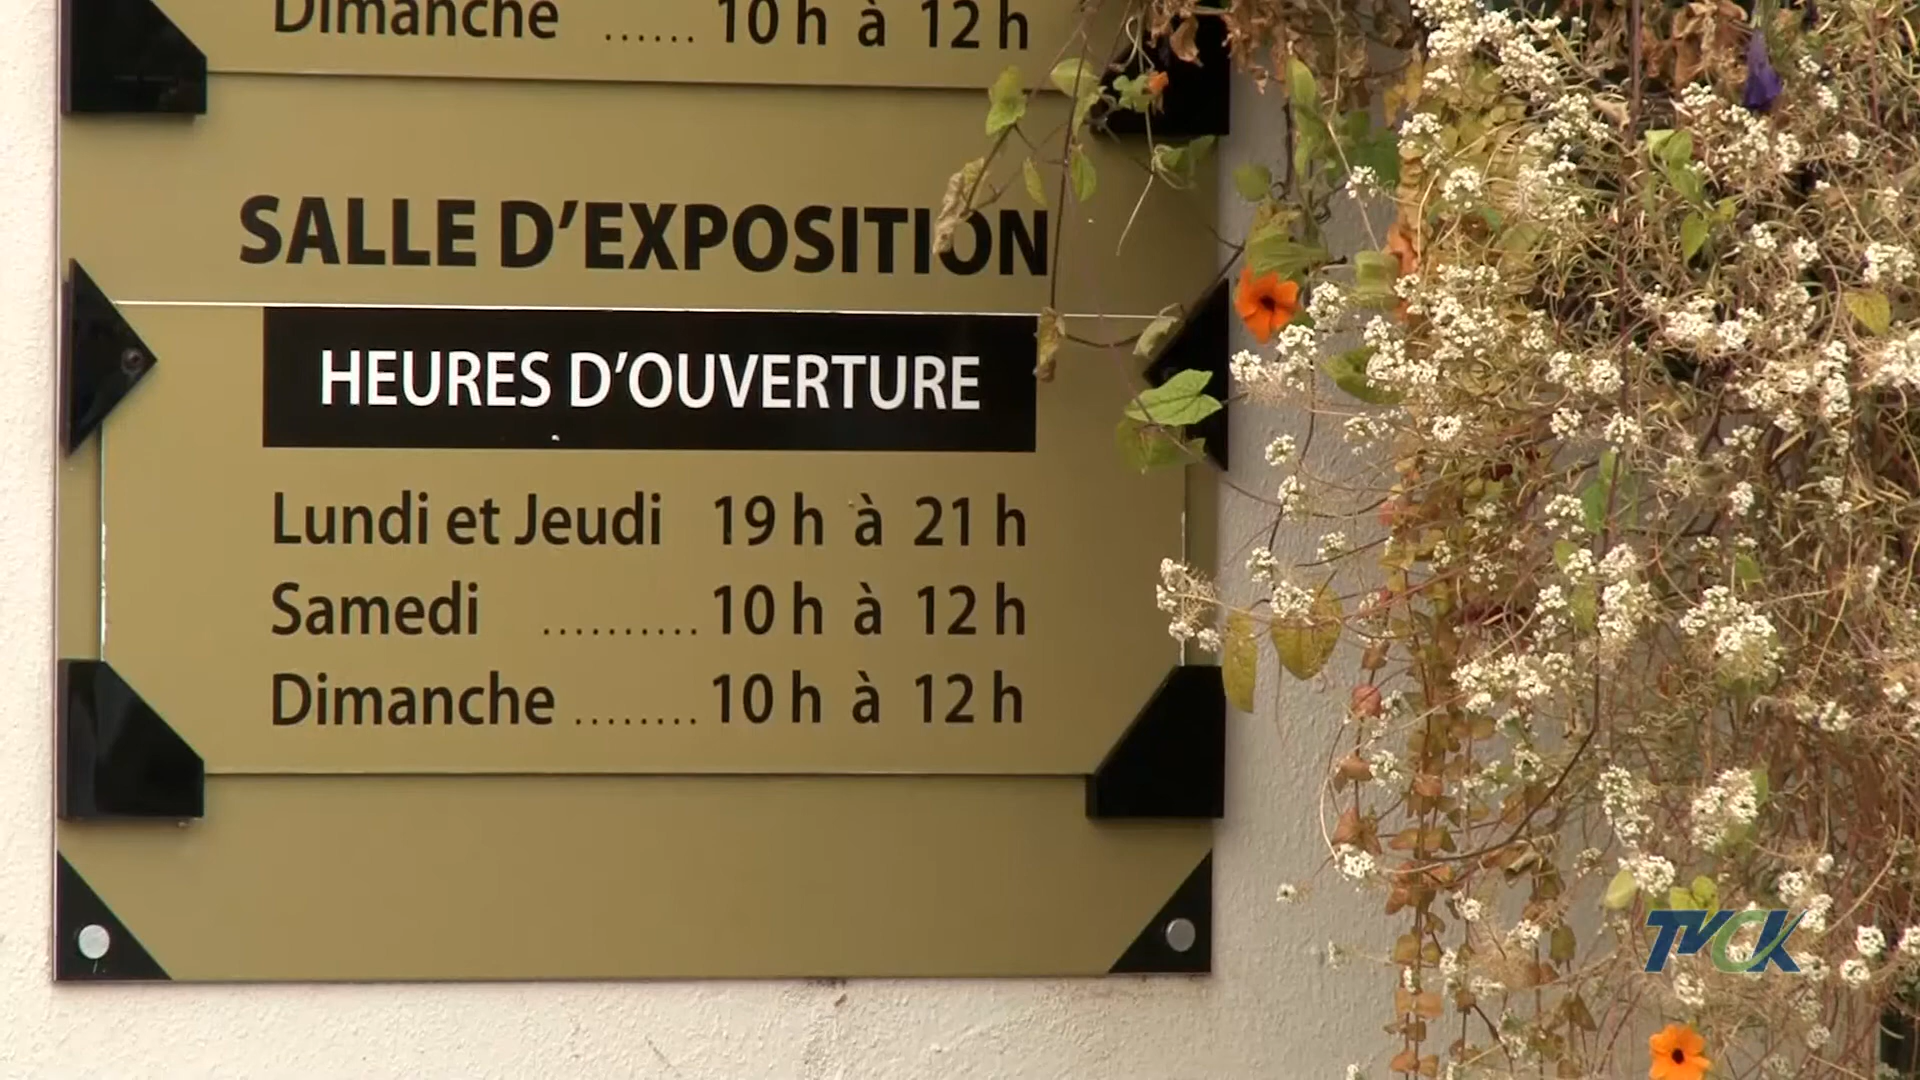 Dimanche ...... 10 h à 12 h
SALLE D'EXPOSITION
HEURES D'OUVERTURE
Lundi et Jeudi 19 h à 21 h
Samedi .......... 10 h à 12 h
Dimanche ........ 10 h à 12 h
TVCK